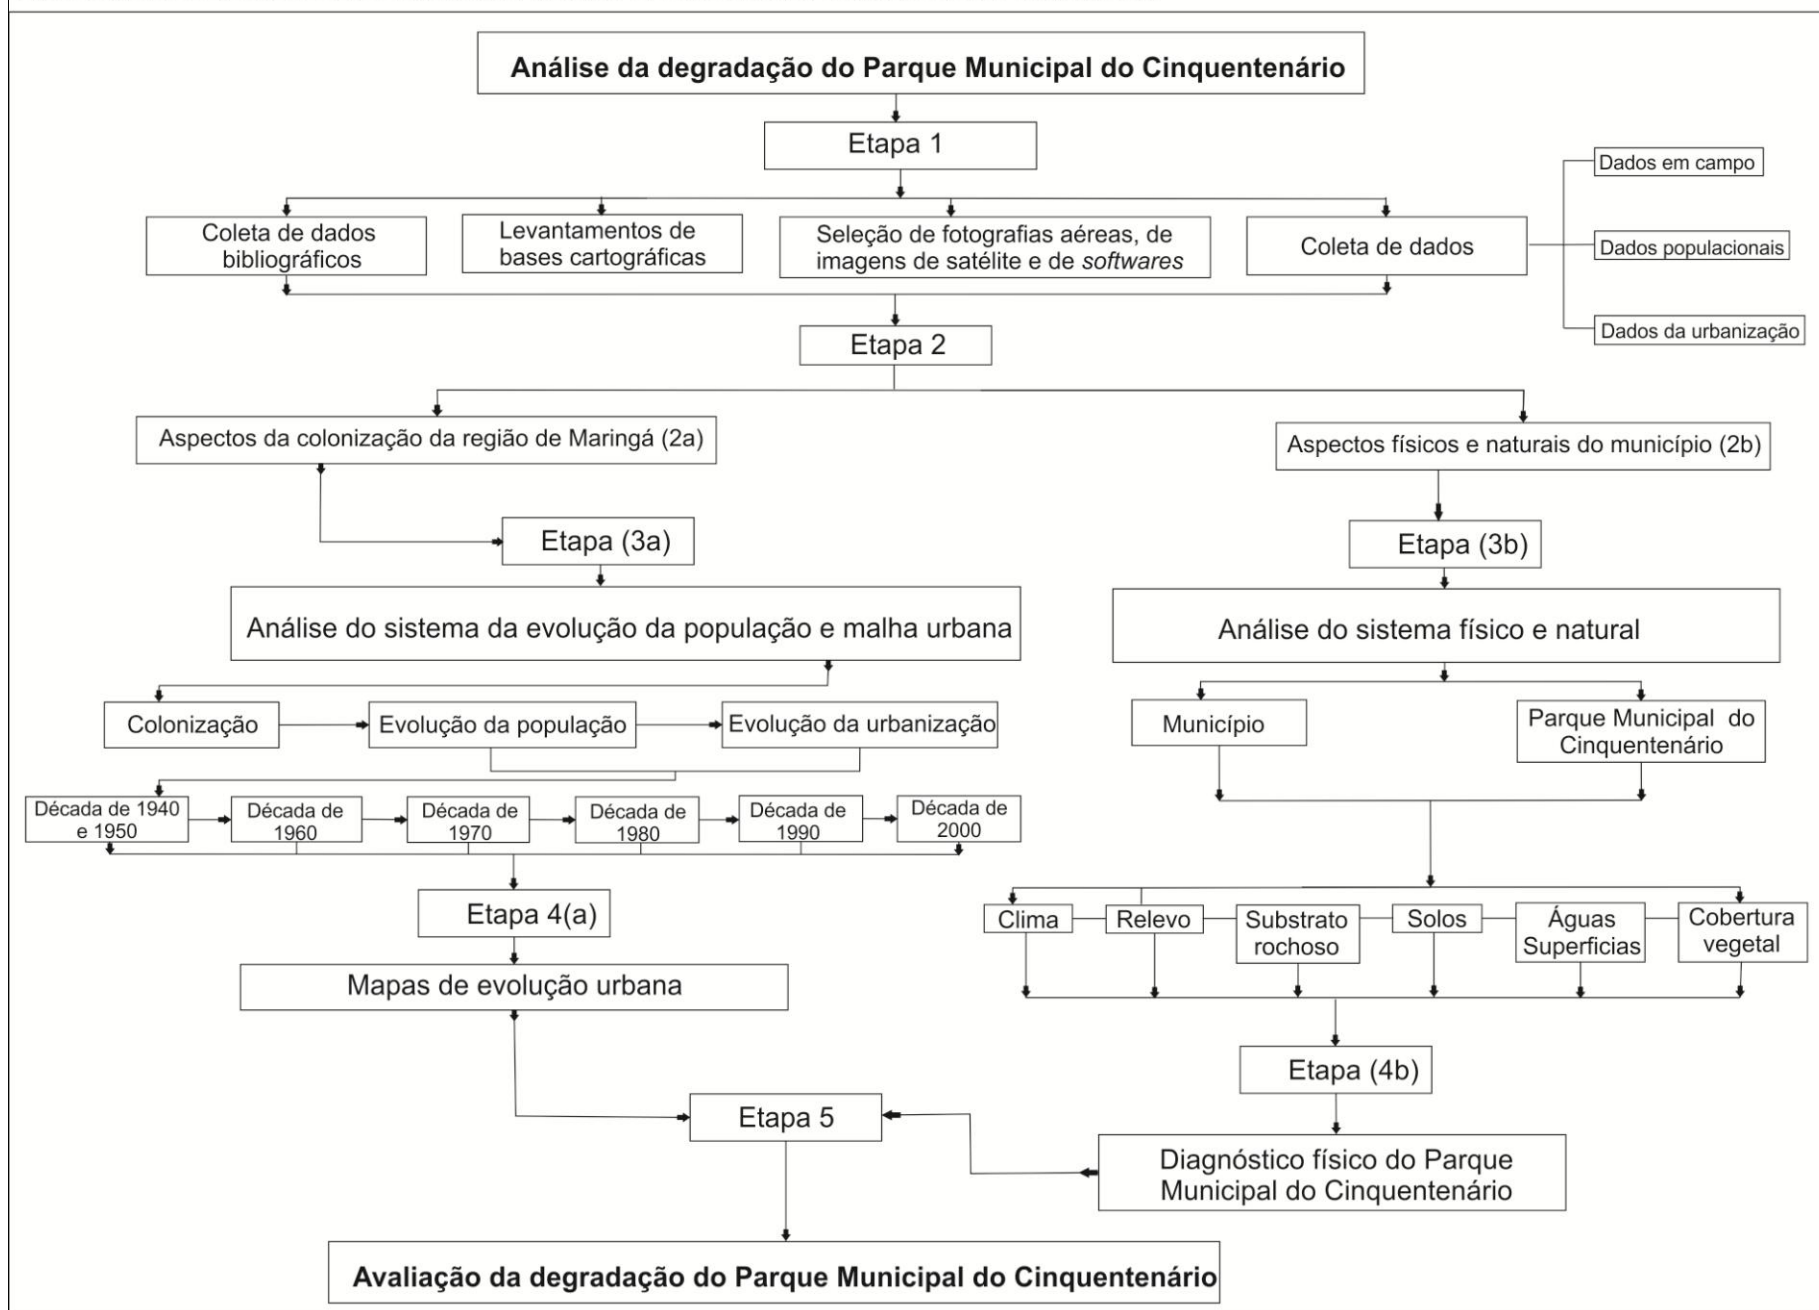 Análise da degradação do Parque Municipal do Cinquentenário
Etapa 1
Coleta de dados
bibliográficos
Levantamentos de
bases cartográficas
Seleção de fotografias aéreas, de
imagens de satélite e de softwares
Coleta de dados
Dados em campo
Dados populacionais
Dados da urbanização
Etapa 2
Aspectos da colonização da região de Maringá (2a)
Aspectos físicos e naturais do município (2b)
Etapa (3a)
Etapa (3b)
Análise do sistema da evolução da população e malha urbana
Análise do sistema físico e natural
Colonização
Evolução da população
Evolução da urbanização
Município
Parque Municipal do
Cinquentenário
Década de 1940
e 1950
Década de
1960
Década de
1970
Década de
1980
Década de
1990
Década de
2000
Etapa 4(a)
Clima
Relevo
Substrato
rochoso
Solos
Águas
Superficias
Cobertura
vegetal
Mapas de evolução urbana
Etapa (4b)
Etapa 5
Diagnóstico físico do Parque
Municipal do Cinquentenário
Avaliação da degradação do Parque Municipal do Cinquentenário